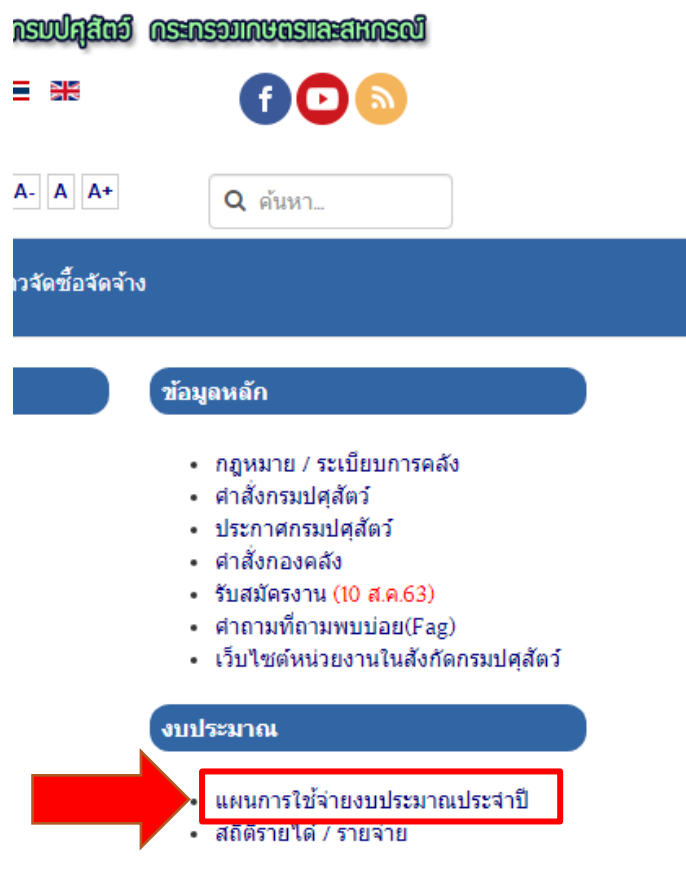 กรมปศุสัตว์ กระทรวงเกษตรและสหกรณ์
A- A A+
ค้นหา...
าวจัดซื้อจัดจ้าง
ข้อมูลหลัก
กฎหมาย / ระเบียบการคลัง
คำสั่งกรมปศุสัตว์
ประกาศกรมปศุสัตว์
คำสั่งกองคลัง
รับสมัครงาน (10 ส.ค.63)
คำถามที่ถามพบบ่อย(Fag)
เว็บไซต์หน่วยงานในสังกัดกรมปศุสัตว์
งบประมาณ
แผนการใช้จ่ายงบประมาณประจำปี
สถิติรายได้ / รายจ่าย